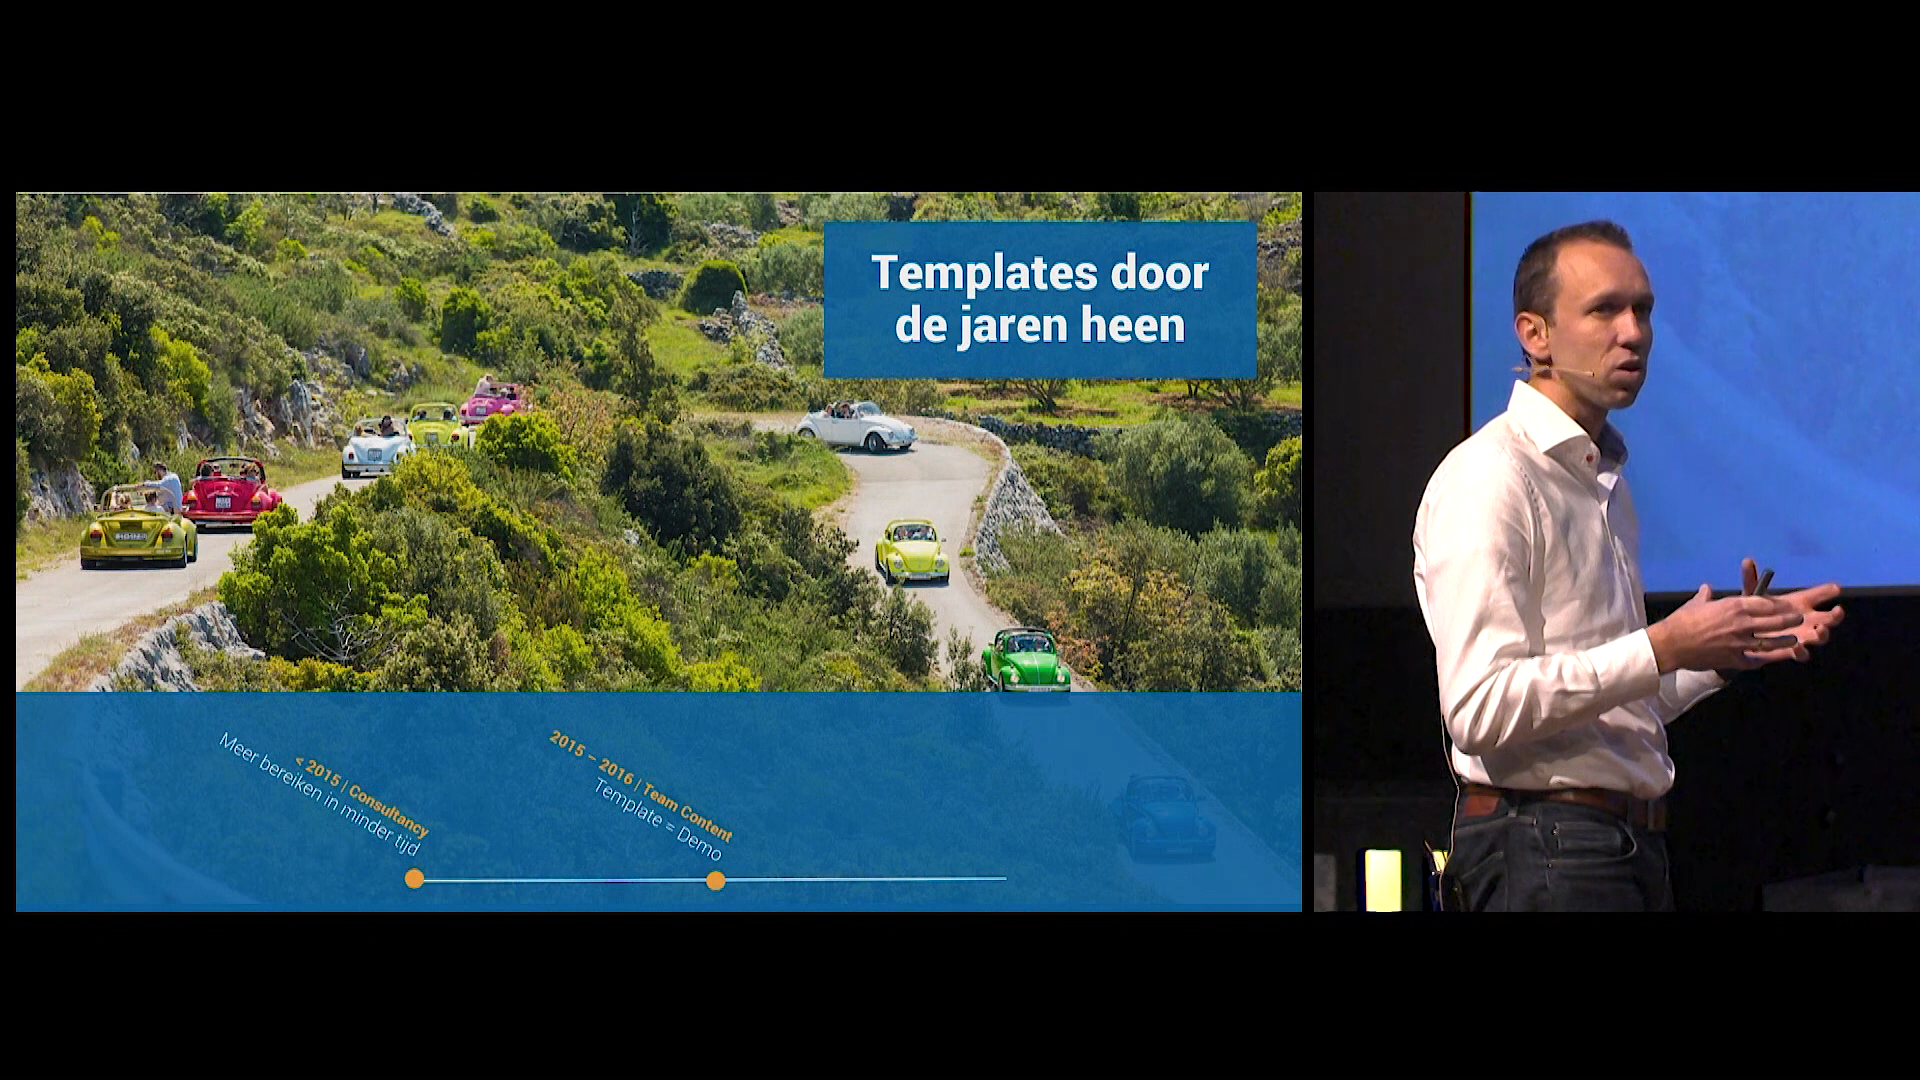 Templates door
de jaren heen
< 2015 | Consultancy
Meer bereiken in minder tijd
2015 – 2016 | Team Content
Template = Demo